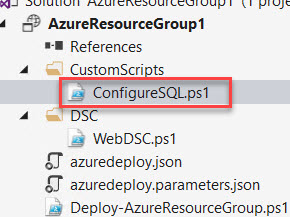 Solution 'AzureResourceGroup1' (1 proj
AzureResourceGroup1
References
CustomScripts
ConfigureSQL.ps1
DSC
WebDSC.ps1
azuredeploy.json
azuredeploy.parameters.json
Deploy-AzureResourceGroup.ps1